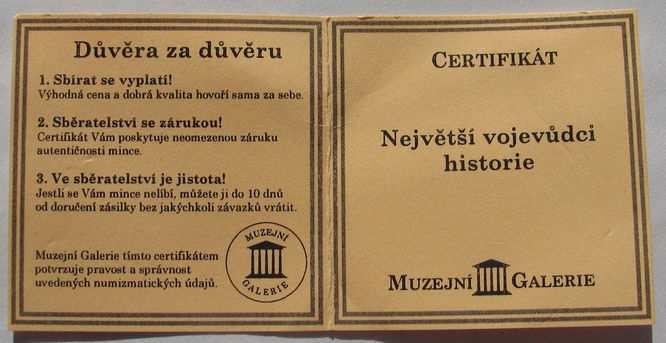 Důvěra za důvěru
1. Sbírat se vyplatí!
Výhodná cena a dobrá kvalita hovoří sama za sebe.
2. Sběratelství se zárukou!
Certifikát Vám poskytuje neomezenou záruku
autentičnosti mince.
3. Ve sběratelství je jistota!
Jestli se Vám mince nelíbí, můžete ji do 10 dnů
od doručení zásilky bez jakýchkoli závazků vrátit.
Muzejní Galerie tímto certifikátem
potvrzuje pravost a správnost
uvedených numizmatických údajů.
MUZEJNÍ
GALERIE
CERTIFIKÁT
Největší vojevůdci
historie
MUZEJNÍ GALERIE